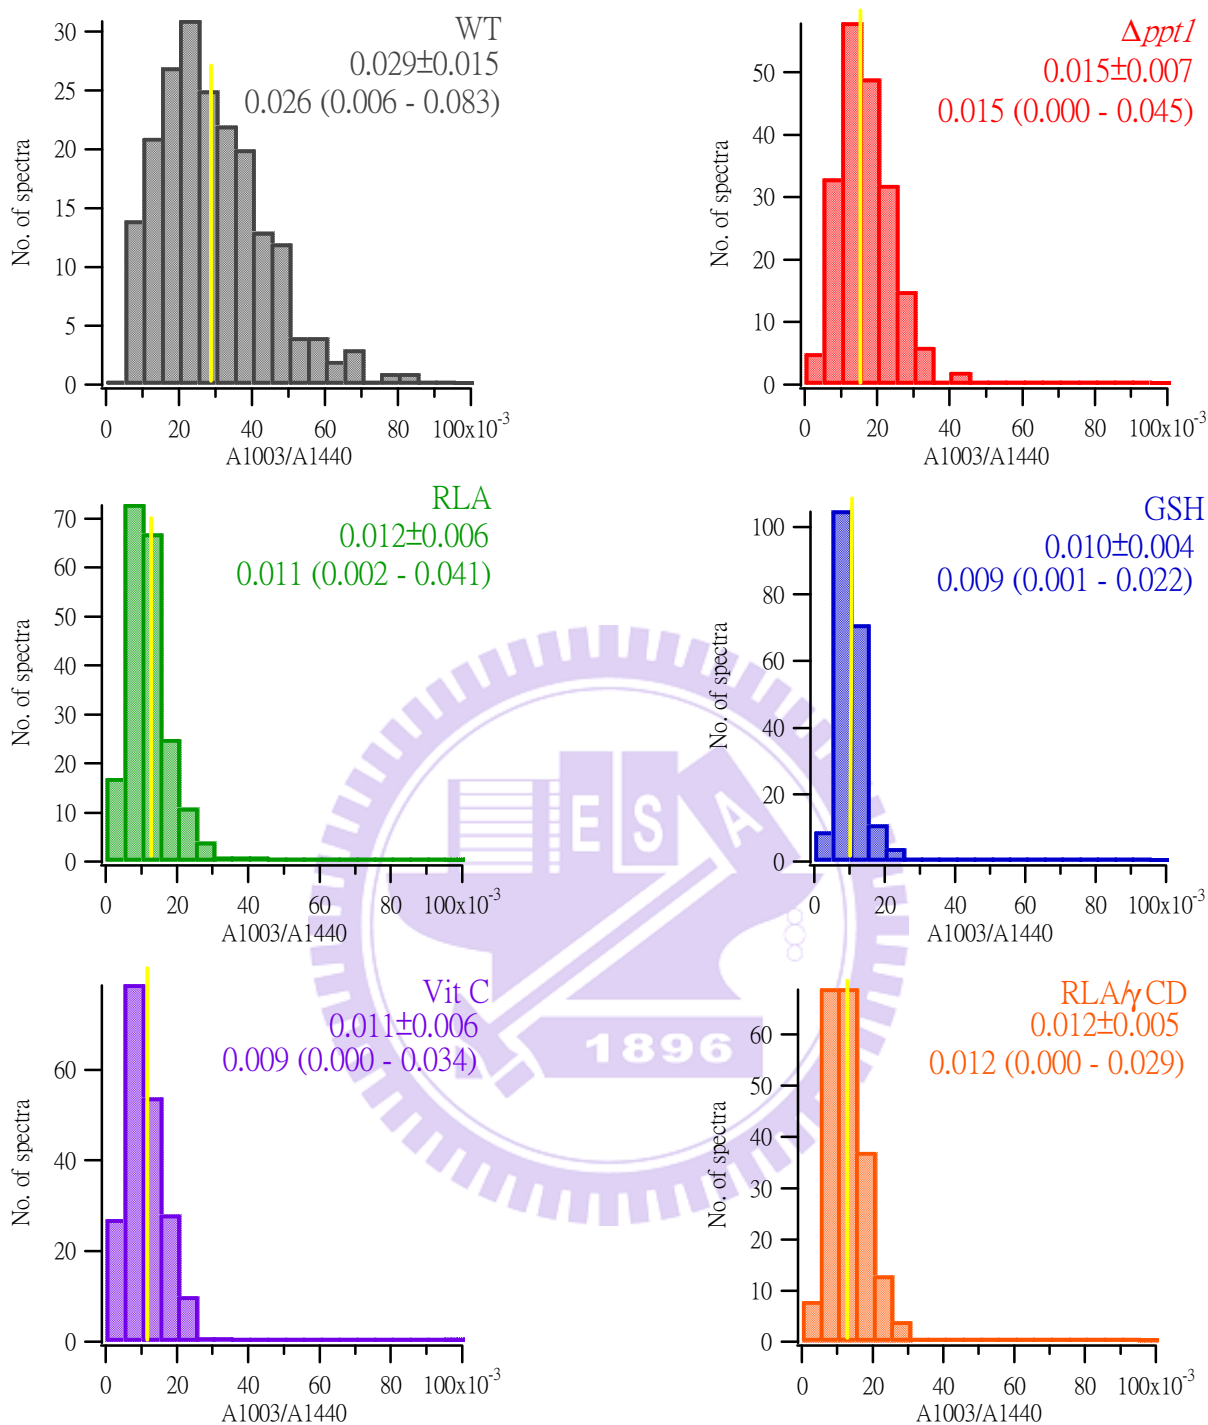 WT
0.029±0.015
0.026 (0.006 - 0.083)
No. of spectra
30
25
20
15
10
5
0
0 20 40 60 80 100x10⁻³
A1003/A1440
Δppt1
0.015±0.007
0.015 (0.000 - 0.045)
No. of spectra
50
40
30
20
10
0
0 20 40 60 80 100x10⁻³
A1003/A1440
RLA
0.012±0.006
0.011 (0.002 - 0.041)
No. of spectra
70
60
50
40
30
20
10
0
0 20 40 60 80 100x10⁻³
A1003/A1440
GSH
0.010±0.004
0.009 (0.001 - 0.022)
No. of spectra
100
80
60
40
20
0
0 20 40 60 80 100x10⁻³
A1003/A1440
ESA
1896
Vit C
0.011±0.006
0.009 (0.000 - 0.034)
No. of spectra
60
40
20
0
0 20 40 60 80 100x10⁻³
A1003/A1440
RLA/γ CD
0.012±0.005
0.012 (0.000 - 0.029)
No. of spectra
60
50
40
30
20
10
0
0 20 40 60 80 100x10⁻³
A1003/A1440